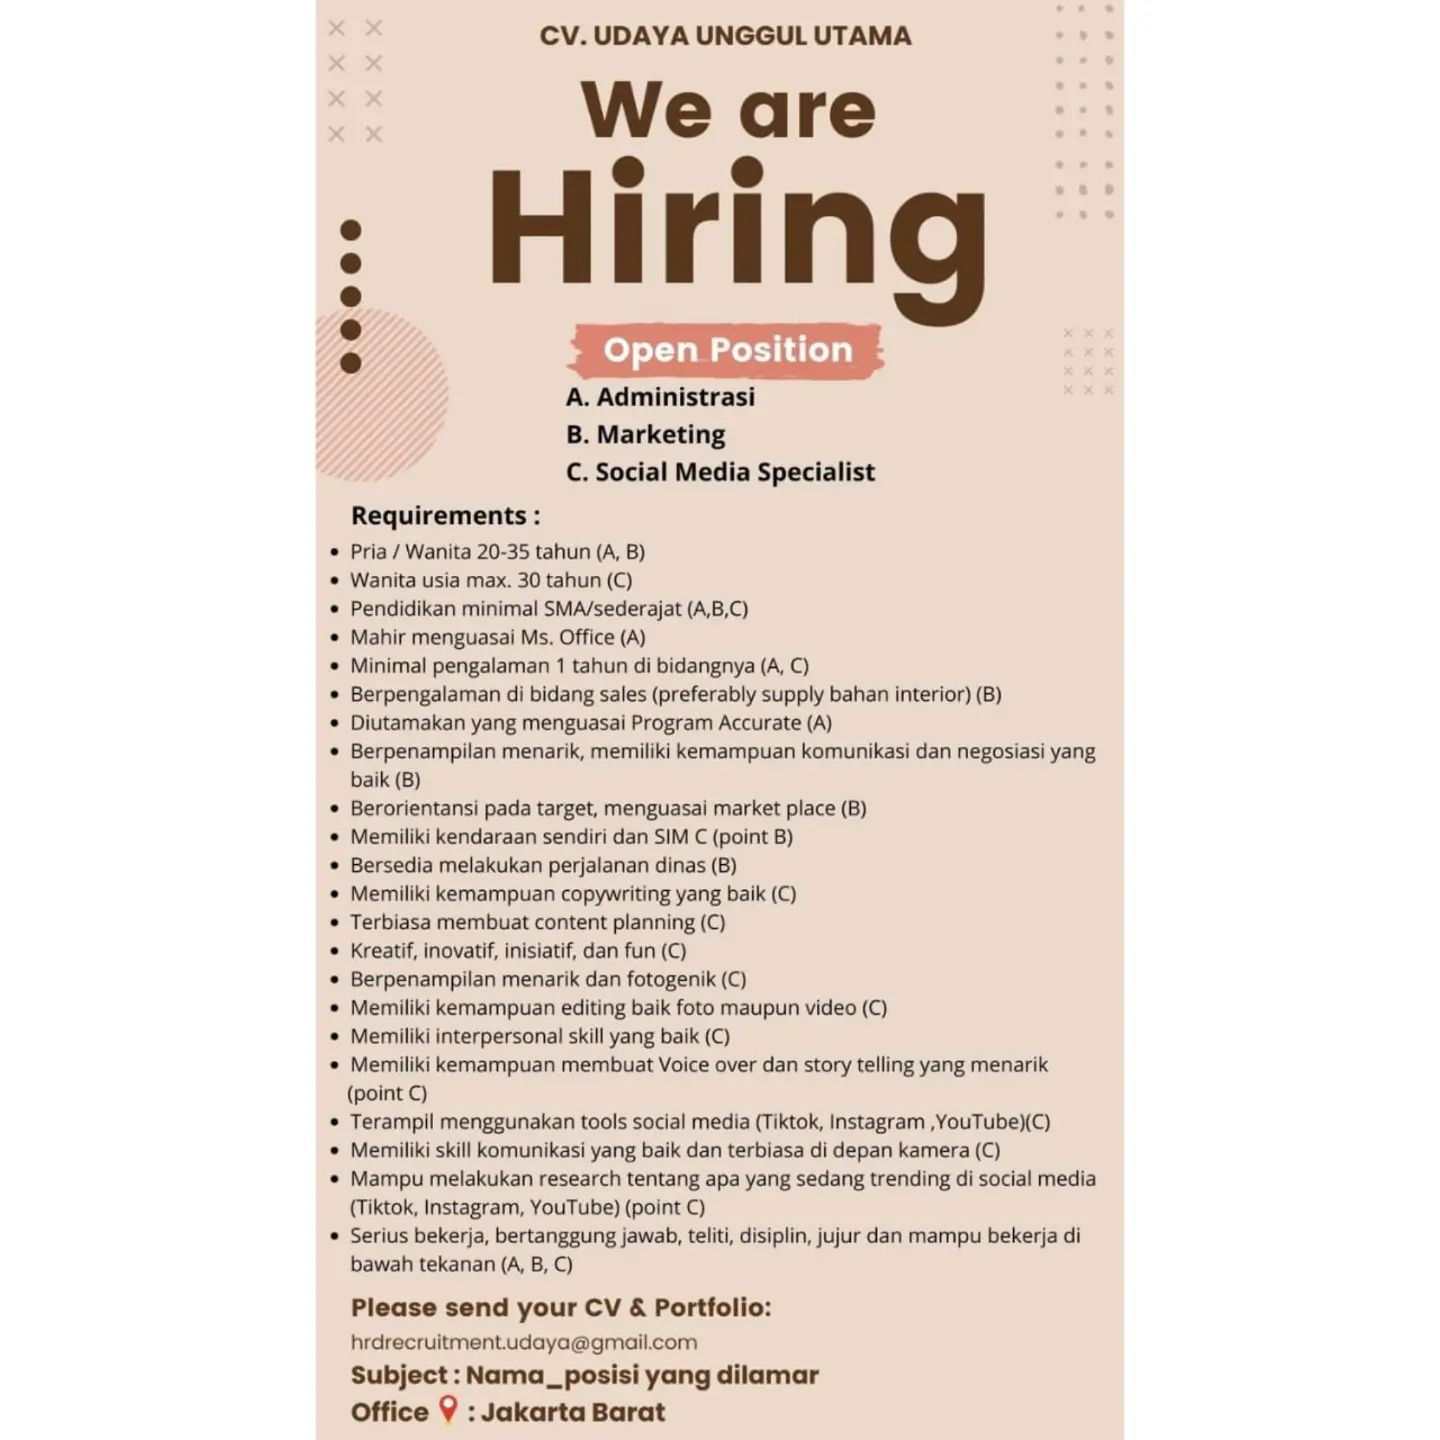 CV. UDAYA UNGGUL UTAMA
We are
Hiring
Open Position
A. Administrasi
B. Marketing
C. Social Media Specialist
Requirements :
• Pria / Wanita 20-35 tahun (A, B)
• Wanita usia max. 30 tahun (C)
• Pendidikan minimal SMA/sederajat (A,B,C)
• Mahir menguasai Ms. Office (A)
• Minimal pengalaman 1 tahun di bidangnya (A, C)
• Berpengalaman di bidang sales (preferably supply bahan interior) (B)
• Diutamakan yang menguasai Program Accurate (A)
• Berpenampilan menarik, memiliki kemampuan komunikasi dan negosiasi yang
baik (B)
• Berorientansi pada target, menguasai market place (B)
• Memiliki kendaraan sendiri dan SIM C (point B)
• Bersedia melakukan perjalanan dinas (B)
• Memiliki kemampuan copywriting yang baik (C)
• Terbiasa membuat content planning (C)
• Kreatif, inovatif, inisiatif, dan fun (C)
• Berpenampilan menarik dan fotogenik (C)
• Memiliki kemampuan editing baik foto maupun video (C)
• Memiliki interpersonal skill yang baik (C)
• Memiliki kemampuan membuat Voice over dan story telling yang menarik
(point C)
• Terampil menggunakan tools social media (Tiktok, Instagram ,YouTube)(C)
• Memiliki skill komunikasi yang baik dan terbiasa di depan kamera (C)
• Mampu melakukan research tentang apa yang sedang trending di social media
(Tiktok, Instagram, YouTube) (point C)
• Serius bekerja, bertanggung jawab, teliti, disiplin, jujur dan mampu bekerja di
bawah tekanan (A, B, C)
Please send your CV & Portfolio:
hrdrecruitment.udaya@gmail.com
Subject : Nama_posisi yang dilamar
Office 📍 : Jakarta Barat